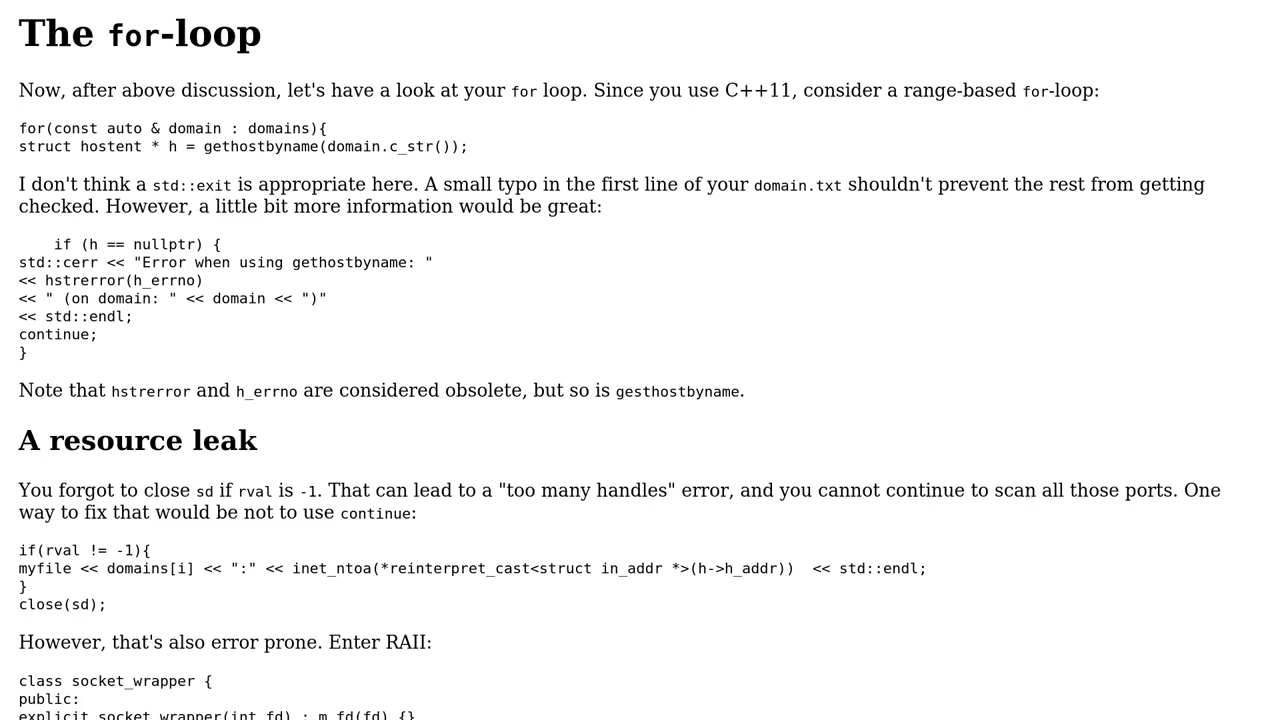 The for-loop
Now, after above discussion, let's have a look at your for loop. Since you use C++11, consider a range-based for-loop:
for(const auto & domain : domains){
struct hostent * h = gethostbyname(domain.c_str());
I don't think a std::exit is appropriate here. A small typo in the first line of your domain.txt shouldn't prevent the rest from getting
checked. However, a little bit more information would be great:
    if (h == nullptr) {
std::cerr << "Error when using gethostbyname: "
<< hstrerror(h_errno)
<< " (on domain: " << domain << ")"
<< std::endl;
continue;
}
Note that hstrerror and h_errno are considered obsolete, but so is gesthostbyname.
A resource leak
You forgot to close sd if rval is -1. That can lead to a "too many handles" error, and you cannot continue to scan all those ports. One
way to fix that would be not to use continue:
if(rval != -1){
myfile << domains[i] << ":" << inet_ntoa(*reinterpret_cast<struct in_addr *>(h->h_addr))  << std::endl;
}
close(sd);
However, that's also error prone. Enter RAII:
class socket_wrapper {
public:
explicit socket_wrapper(int fd) : m_fd(fd) {}